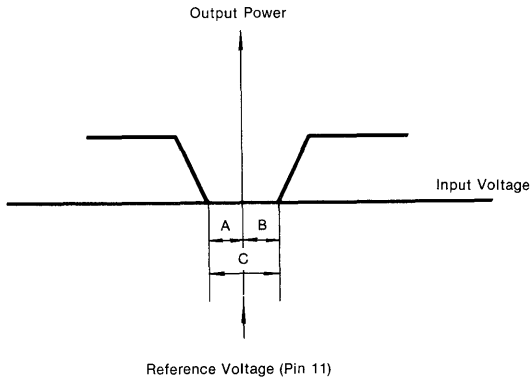 Output Power
Input Voltage
A
B
C
Reference Voltage (Pin 11)